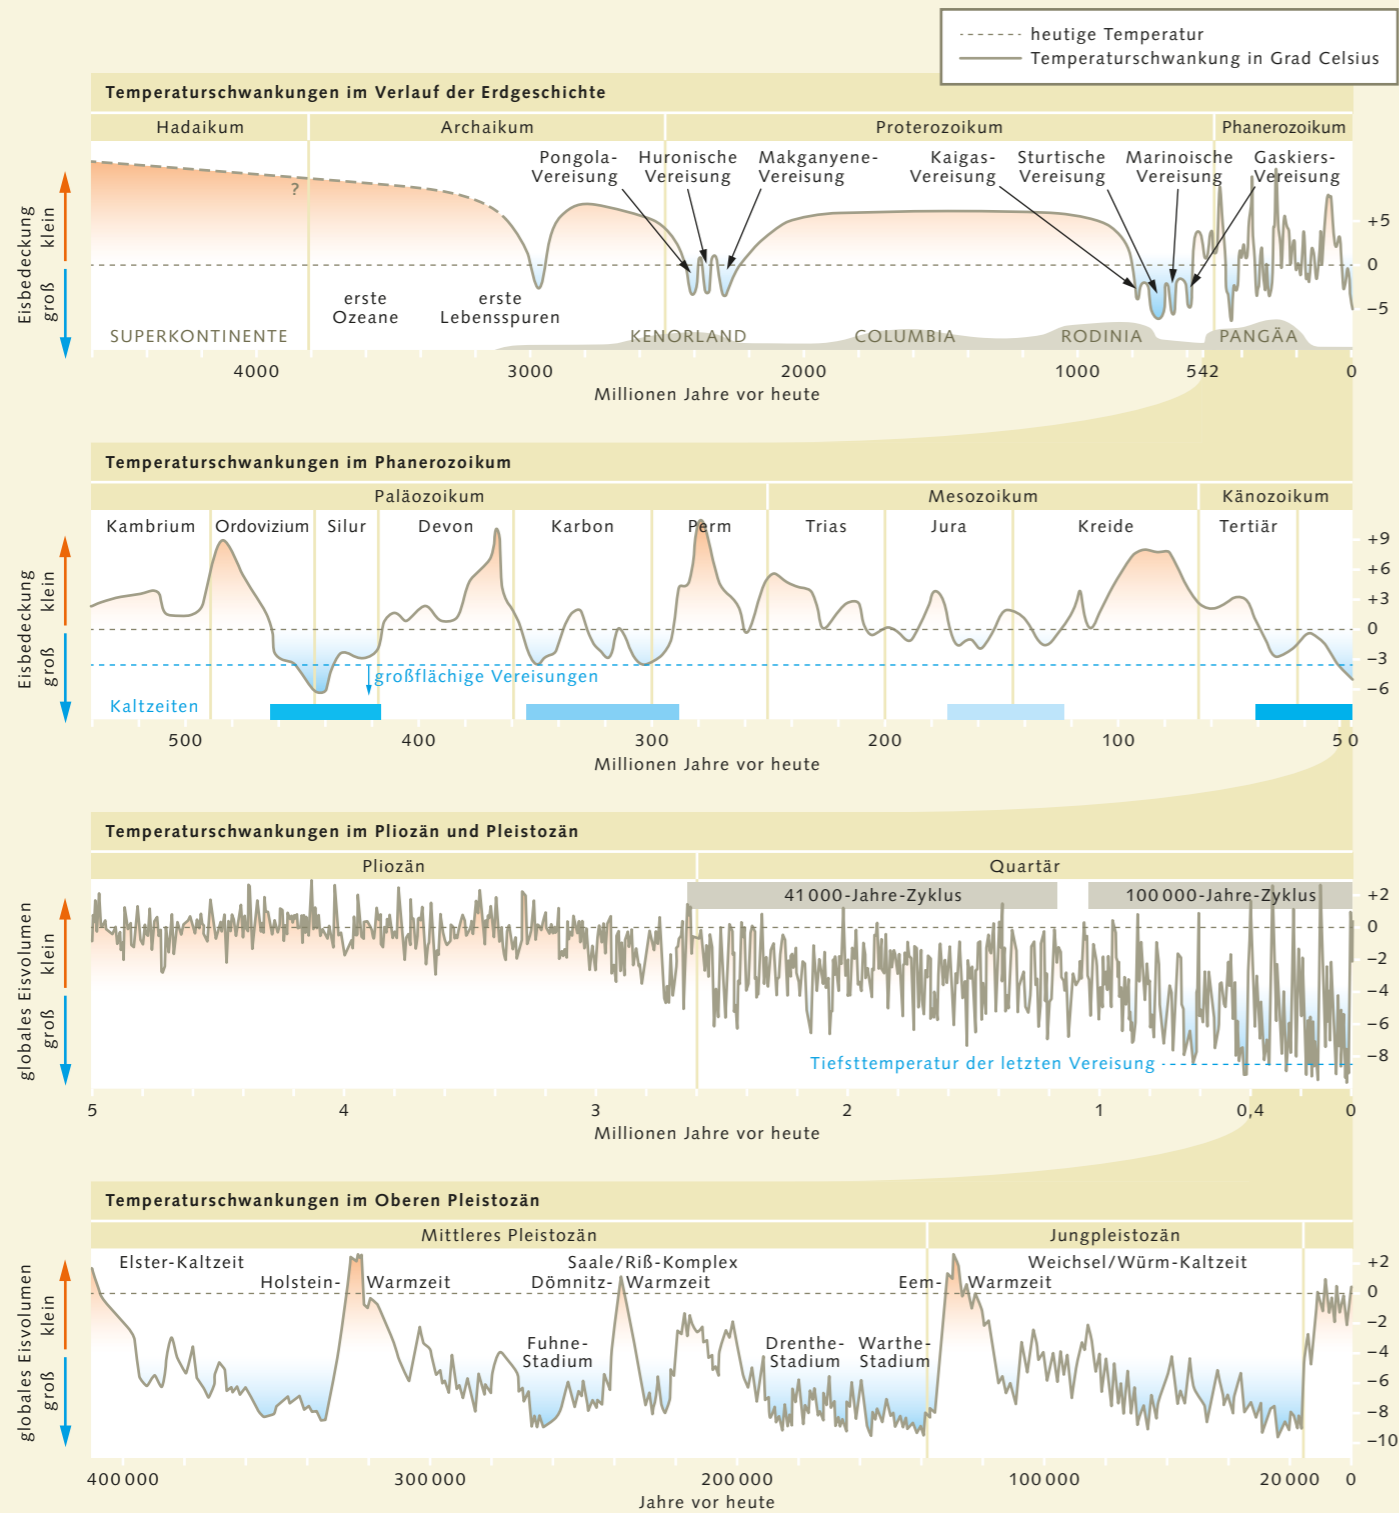 heutige Temperatur
Temperaturschwankung in Grad Celsius
Temperaturschwankungen im Verlauf der Erdgeschichte
Hadaikum Archaikum Proterozoikum Phanerozoikum
Pongola-Vereisung Huronische Vereisung Makganyene-Vereisung Kaigas-Vereisung Sturtische Vereisung Marinoische Vereisung Gaskiers-Vereisung
?
Eisbedeckung
klein
groß
+5
0
−5
erste Ozeane
erste Lebensspuren
SUPERKONTINENTE KENORLAND COLUMBIA RODINIA PANGÄA
4000 3000 2000 1000 542 0
Millionen Jahre vor heute
Temperaturschwankungen im Phanerozoikum
Paläozoikum Mesozoikum Känozoikum
Kambrium Ordovizium Silur Devon Karbon Perm Trias Jura Kreide Tertiär
Eisbedeckung
klein
groß
+9
+6
+3
0
−3
−6
großflächige Vereisungen
Kaltzeiten
500 400 300 200 100 5 0
Millionen Jahre vor heute
Temperaturschwankungen im Pliozän und Pleistozän
Pliozän Quartär
41 000-Jahre-Zyklus 100 000-Jahre-Zyklus
globales Eisvolumen
klein
groß
+2
0
−2
−4
−6
−8
Tiefsttemperatur der letzten Vereisung
5 4 3 2 1 0,4 0
Millionen Jahre vor heute
Temperaturschwankungen im Oberen Pleistozän
Mittleres Pleistozän Jungpleistozän
Elster-Kaltzeit Saale/Riß-Komplex Weichsel/Würm-Kaltzeit
Holstein- Warmzeit Dömnitz- Warmzeit Eem- Warmzeit
Fuhne-Stadium
Drenthe-Stadium
Warthe-Stadium
globales Eisvolumen
klein
groß
+2
0
−2
−4
−6
−8
−10
400 000 300 000 200 000 100 000 20 000 0
Jahre vor heute